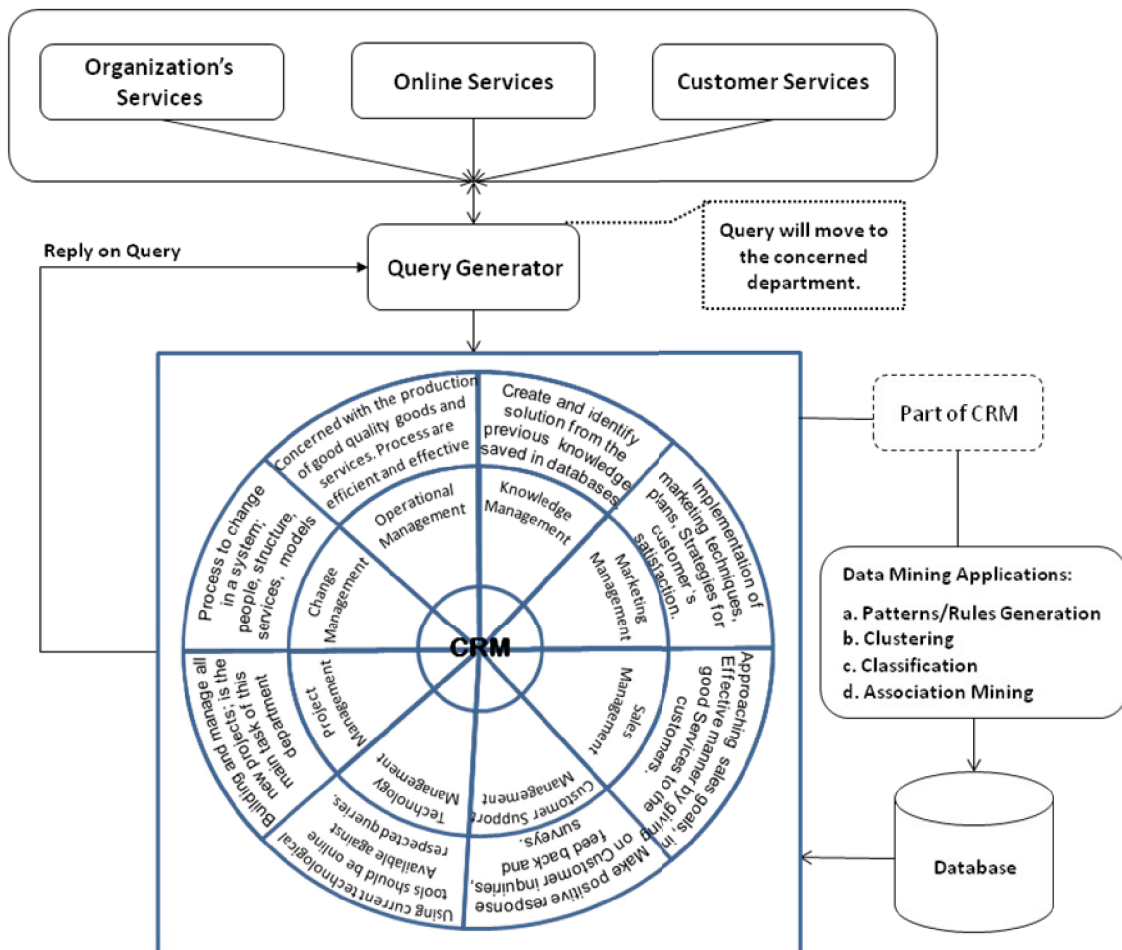 Organization's
Services
Online Services
Customer Services
Query will move to
the concerned
department.
Reply on Query
Query Generator
Part of CRM
Concerned with the production
of good quality goods and
services. Process are
efficient and effective
Operational
Management
Create and identify
solution from the
previous knowledge
saved in databases
Knowledge
Management
Implementation of
marketing techniques,
plans, Strategies for
customer's
satisfaction.
Marketing
Management
Approaching sales goals, in
Effective manner by giving
good Services to the
customers.
Sales
Management
Make positive response
on Customer inquiries,
feed back and
surveys.
Customer Support
Management
Using current technological
tools should be online
Available against
respected queries.
Technology
Management
Building and manage all
new projects; is the
main task of this
department
Project
Management
Process to change
in a system;
people, structure,
services, models
Change
Management
CRM
Data Mining Applications:
a. Patterns/Rules Generation
b. Clustering
c. Classification
d. Association Mining
Database